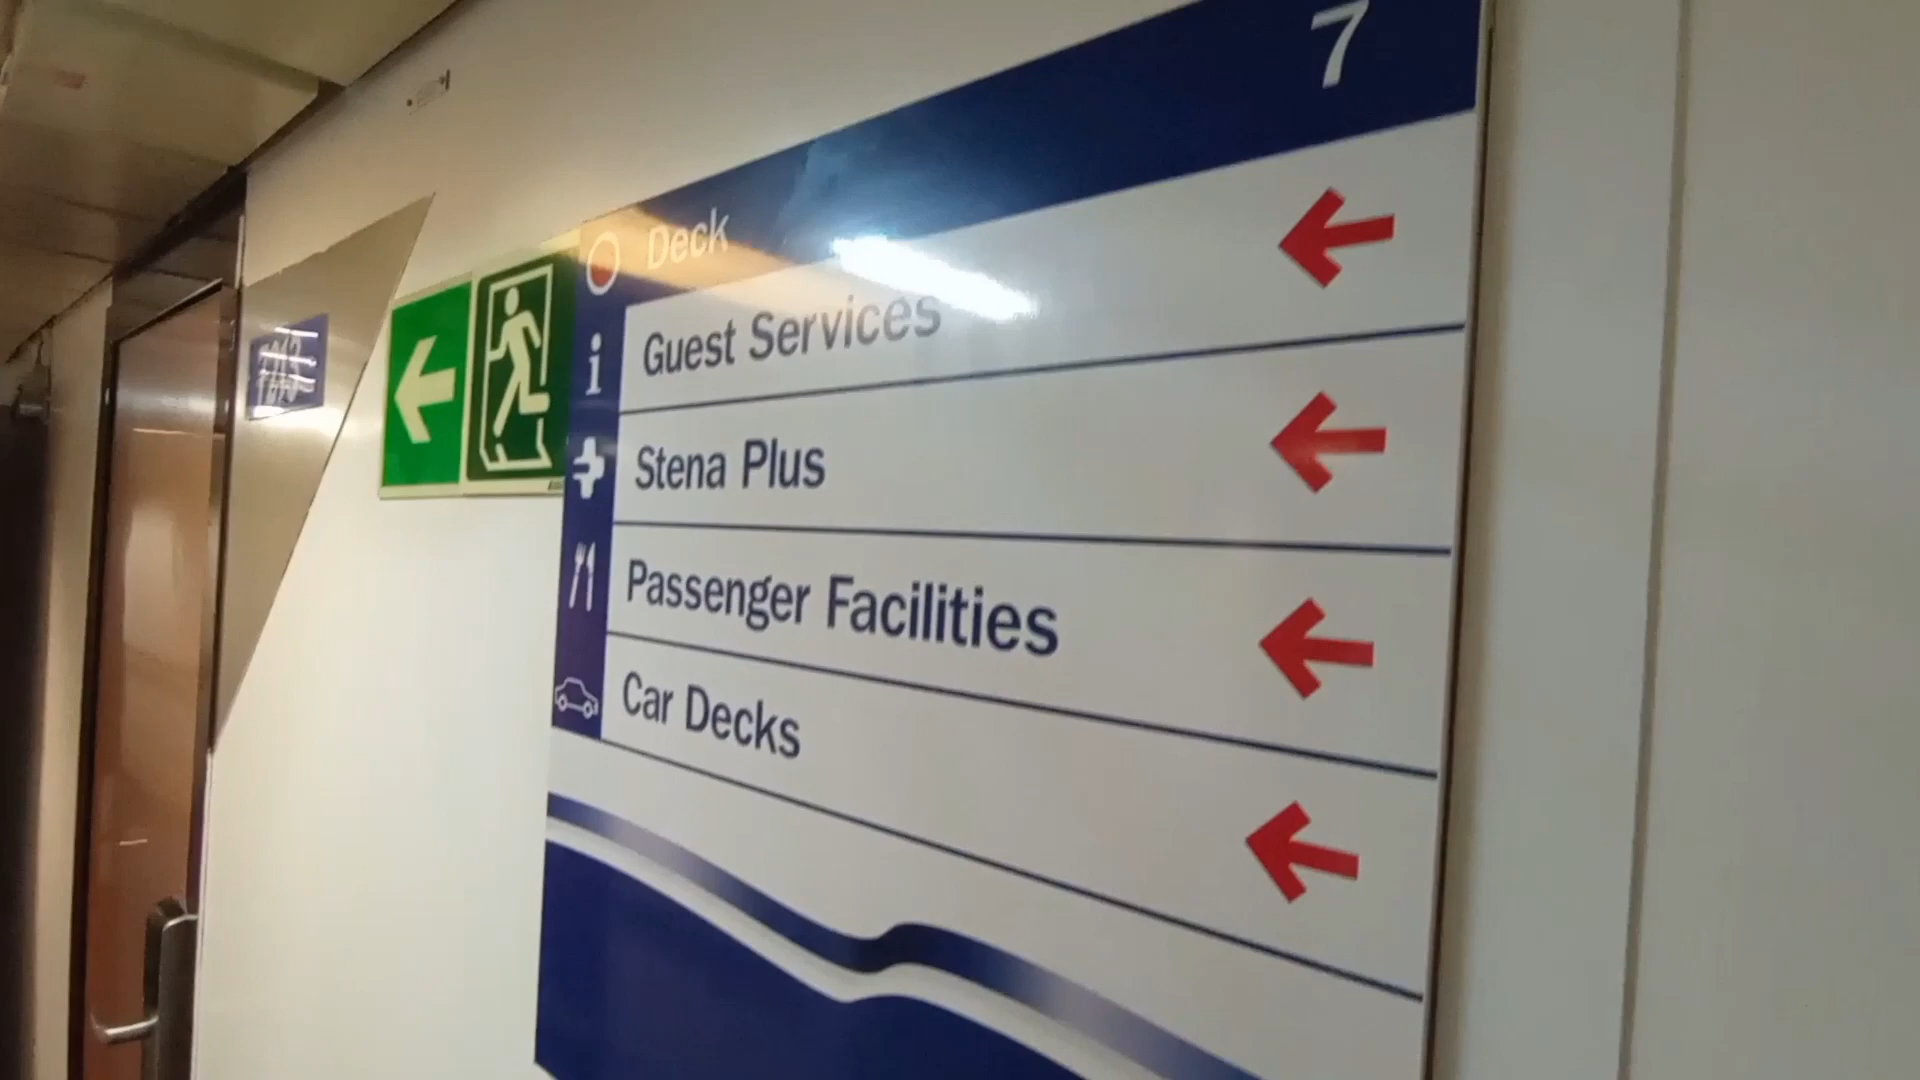 Deck 7
Guest Services
Stena Plus
Passenger Facilities
Car Decks